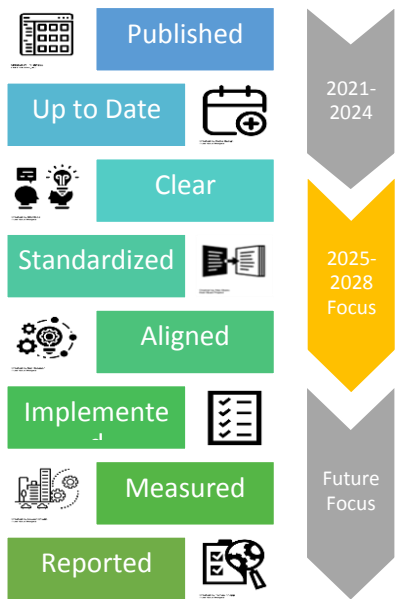 Published
Up to Date
Clear
Standardized
Aligned
Implemente
Measured
Reported
2021-
2024
2025-
2028
Focus
Future
Focus